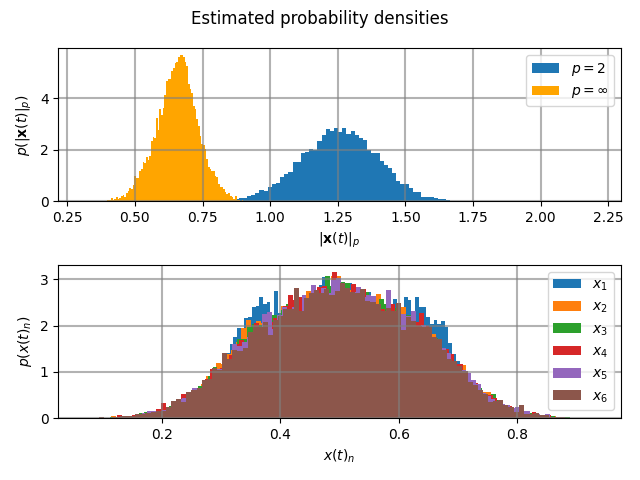 Estimated probability densities
p(|x(t)|ₚ)
4
2
0
p = 2
p = ∞
0.25 0.50 0.75 1.00 1.25 1.50 1.75 2.00 2.25
|x(t)|ₚ
p(x(t)ₙ)
3
2
1
0
x₁
x₂
x₃
x₄
x₅
x₆
0.2 0.4 0.6 0.8
x(t)ₙ